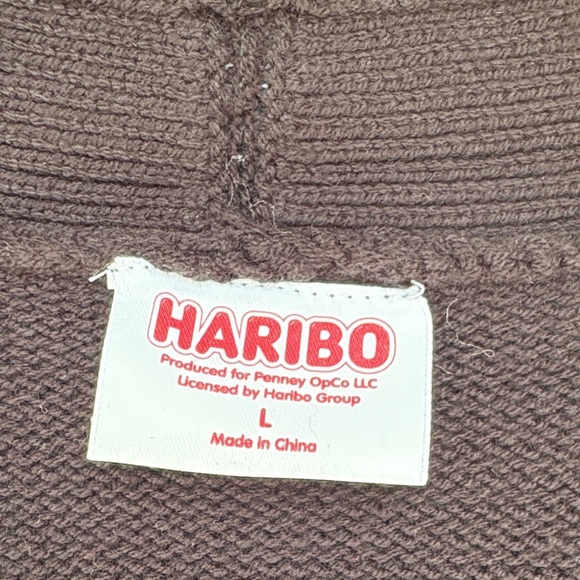 HARIBO
Produced for Penney OpCo LLC
Licensed by Haribo Group
L
Made in China